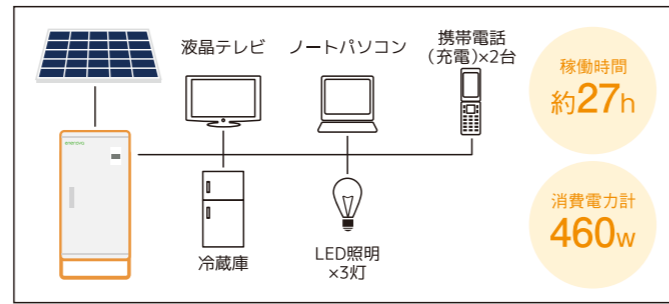 液晶テレビ
ノートパソコン
携帯電話
(充電)×2台
冷蔵庫
LED照明
×3灯
稼働時間
約27h
消費電力計
460w